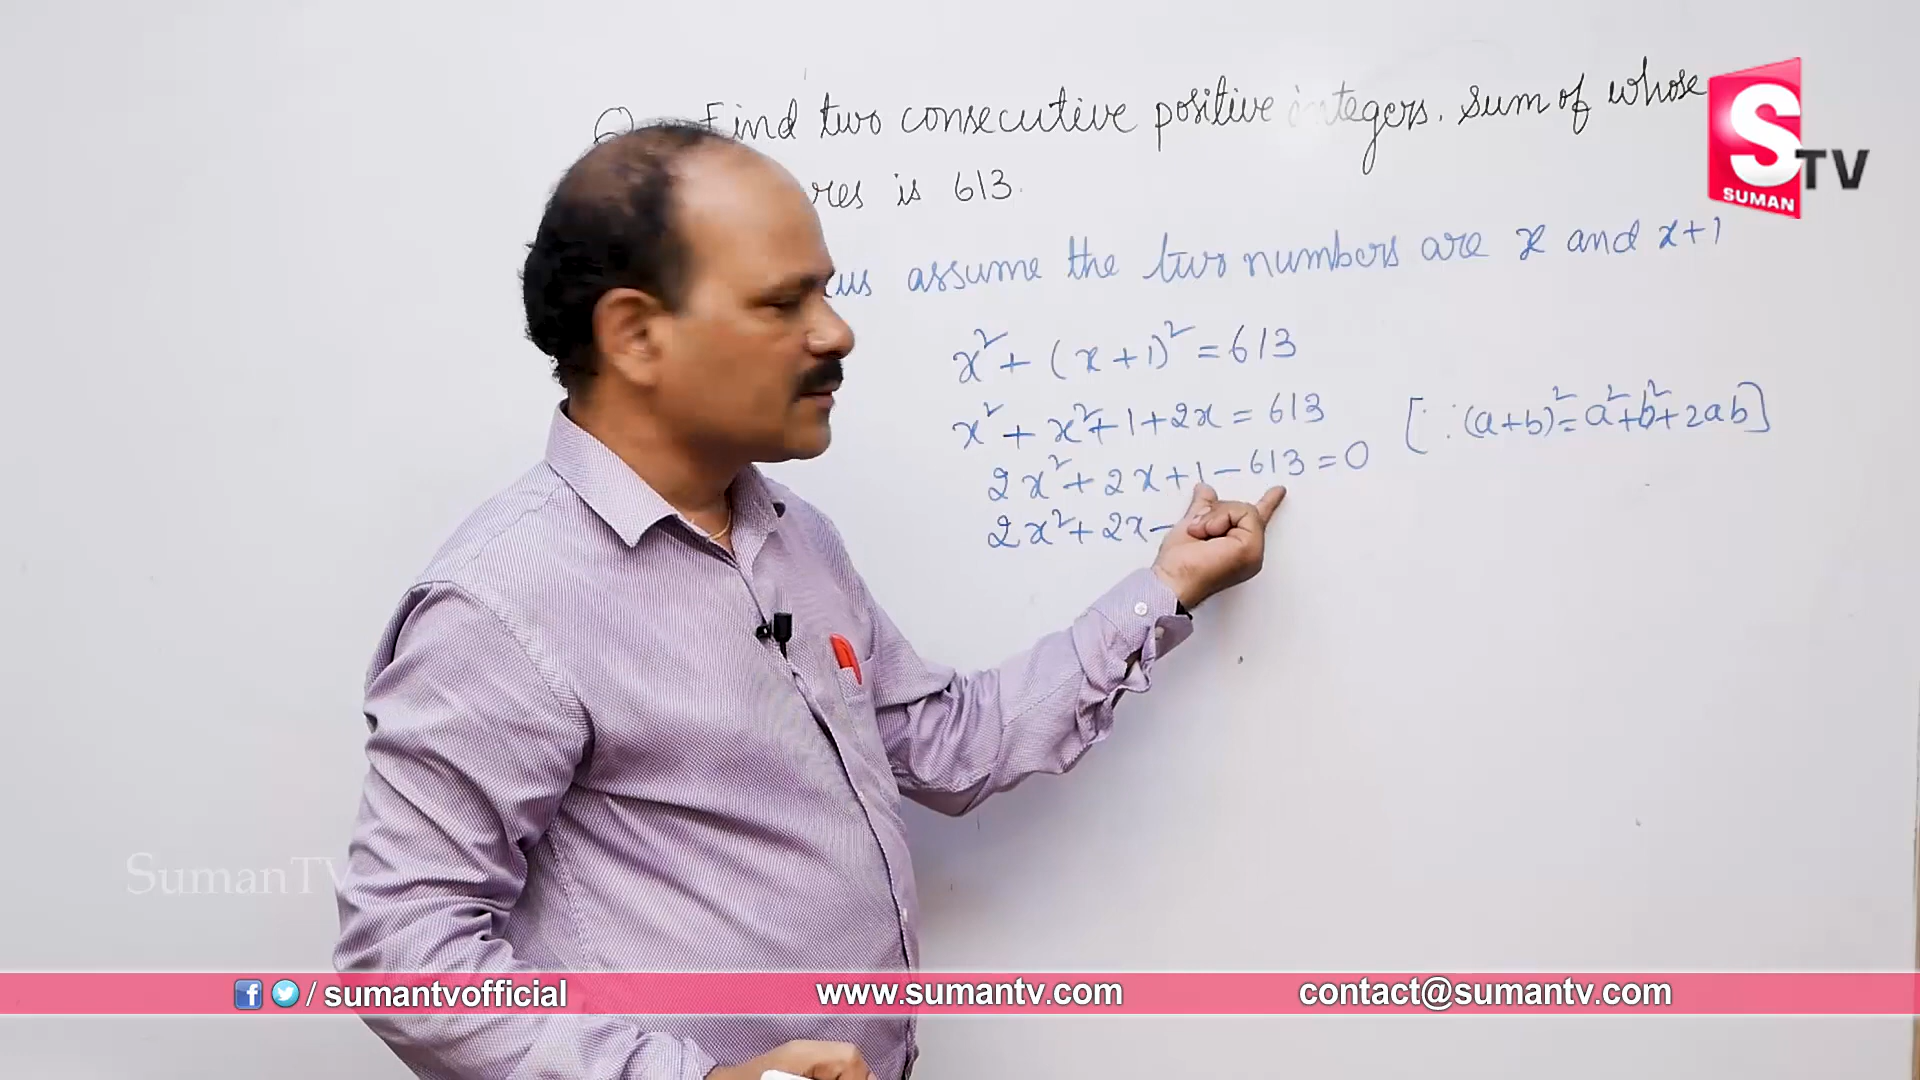 Q Find two consecutive positive integers. Sum of whose
res is 613.
us assume the two numbers are x and x+1
x² + (x+1)² = 613
x² + x²+1+2x = 613 [∵(a+b)²=a²+b²+2ab]
2x²+2x+1-613=0
2x²+2x-
S TV
SUMAN
SumanTV
/ sumantvofficial
www.sumantv.com
contact@sumantv.com